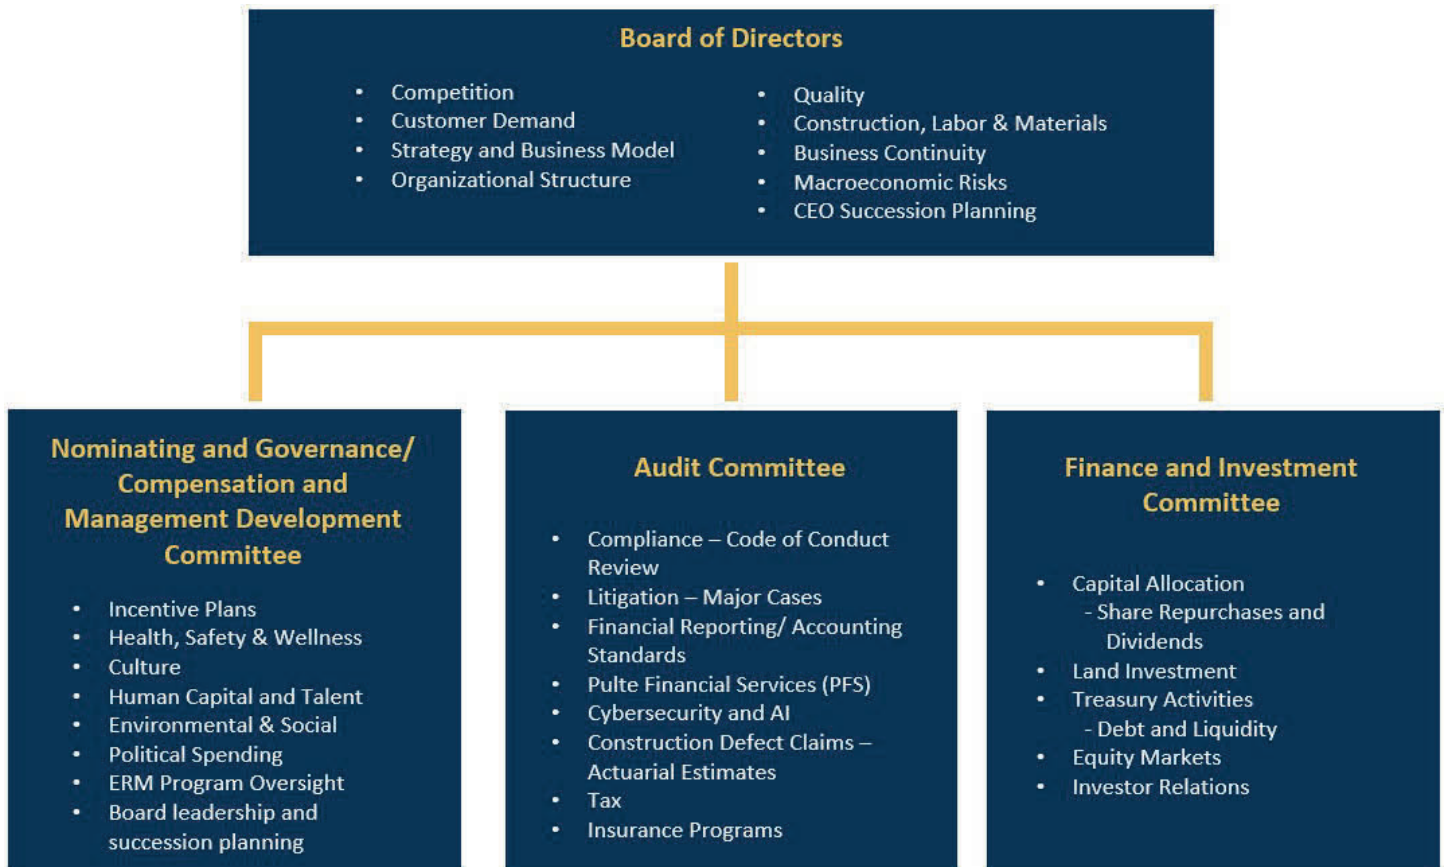 Board of Directors
• Competition
• Customer Demand
• Strategy and Business Model
• Organizational Structure
• Quality
• Construction, Labor & Materials
• Business Continuity
• Macroeconomic Risks
• CEO Succession Planning
Nominating and Governance/
Compensation and
Management Development
Committee
• Incentive Plans
• Health, Safety & Wellness
• Culture
• Human Capital and Talent
• Environmental & Social
• Political Spending
• ERM Program Oversight
• Board leadership and
succession planning
Audit Committee
• Compliance – Code of Conduct
Review
• Litigation – Major Cases
• Financial Reporting/ Accounting
Standards
• Pulte Financial Services (PFS)
• Cybersecurity and AI
• Construction Defect Claims –
Actuarial Estimates
• Tax
• Insurance Programs
Finance and Investment
Committee
• Capital Allocation
- Share Repurchases and
Dividends
• Land Investment
• Treasury Activities
- Debt and Liquidity
• Equity Markets
• Investor Relations